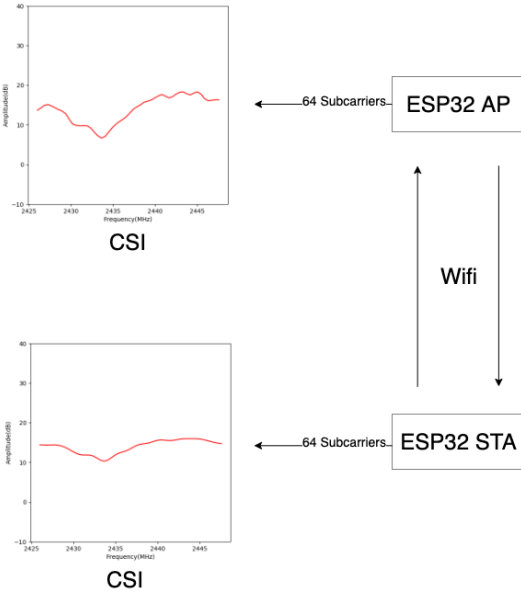 40
30
20
10
0
−10
Amplitude(dB)
2425 2430 2435 2440 2445
Frequency(MHz)
CSI
64 Subcarriers
ESP32 AP
Wifi
40
30
20
10
0
−10
Amplitude(dB)
2425 2430 2435 2440 2445
Frequency(MHz)
CSI
64 Subcarriers
ESP32 STA